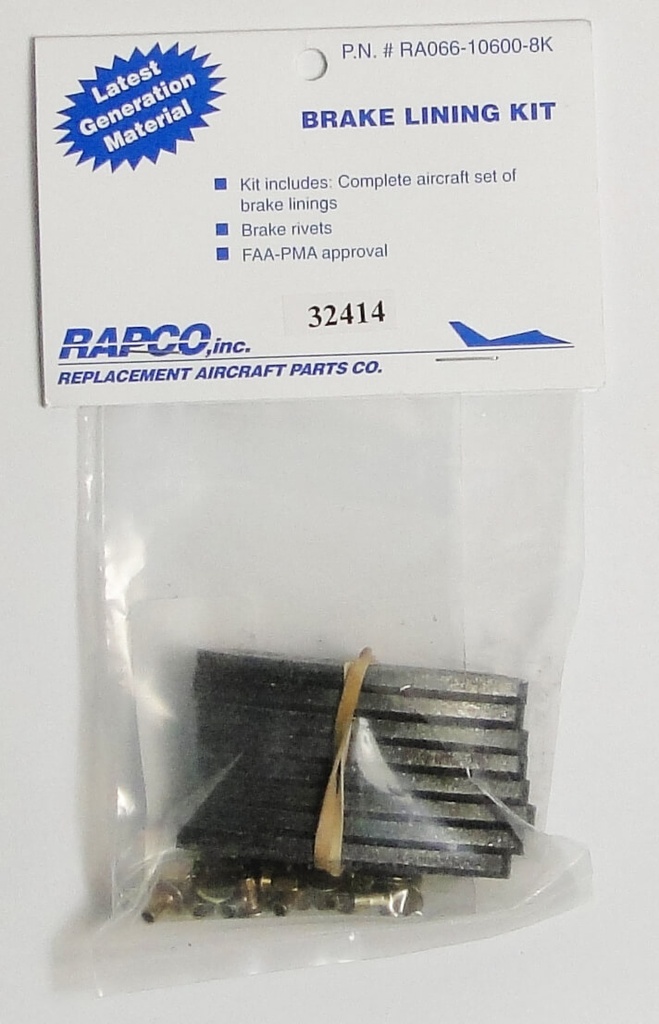 P.N. # RA066-10600-8K
Latest
Generation
Material
BRAKE LINING KIT
Kit includes: Complete aircraft set of
brake linings
Brake rivets
FAA-PMA approval
32414
RAPCO,inc.
REPLACEMENT AIRCRAFT PARTS CO.